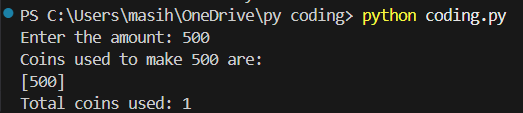 PS C:\Users\masih\OneDrive\py coding> python coding.py
Enter the amount: 500
Coins used to make 500 are:
[500]
Total coins used: 1